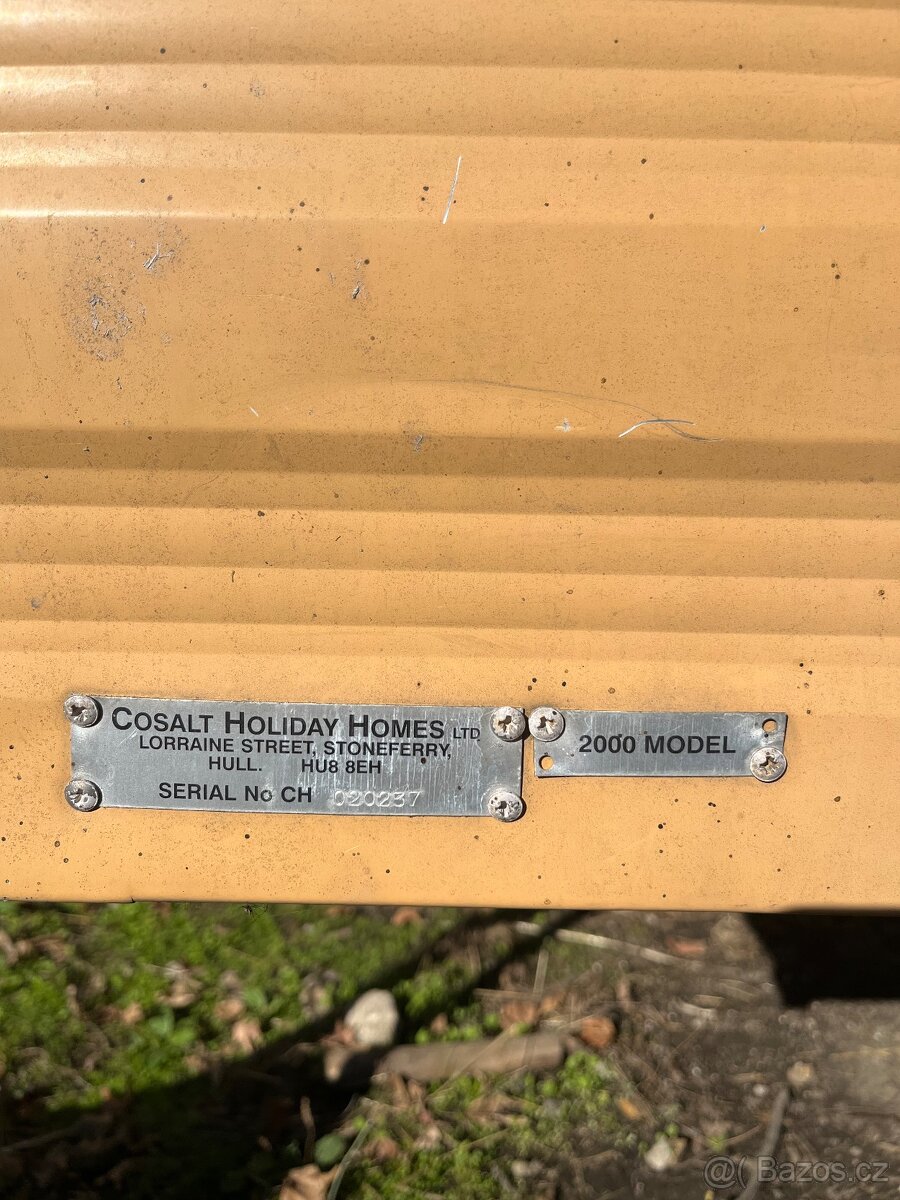 COSALT HOLIDAY HOMES LTD
LORRAINE STREET, STONEFERRY,
HULL. HU8 8EH
SERIAL No CH 020237
2000 MODEL
@( Bazos.cz